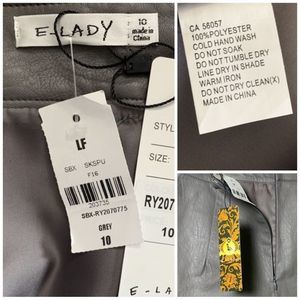 E-LADY
10
made in
China
LF
SBX SKSPU
F16
203735
SBX-RY2070775
GREY
10
STYL
SIZE:
RY207
10
E-LA
CA 56057
100%POLYESTER
COLD HAND WASH
DO NOT SOAK
DO NOT TUMBLE DRY
LINE DRY IN SHADE
WARM IRON
DO NOT DRY CLEAN(X)
MADE IN CHINA
10